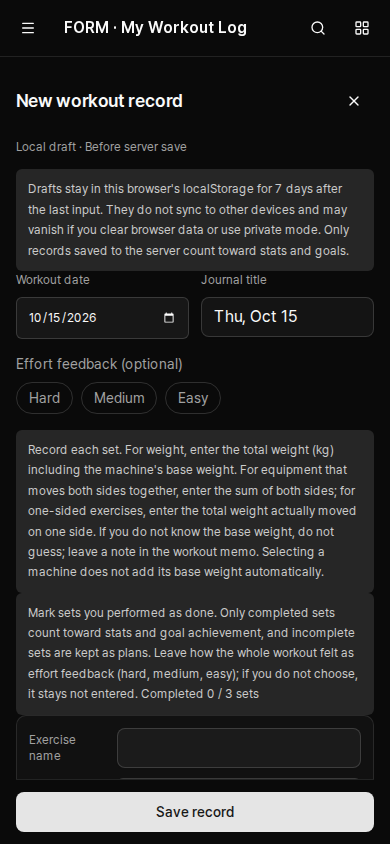 FORM · My Workout Log
New workout record
Local draft · Before server save
Drafts stay in this browser's localStorage for 7 days after
the last input. They do not sync to other devices and may
vanish if you clear browser data or use private mode. Only
records saved to the server count toward stats and goals.
Workout date
Journal title
10/15/2026
Thu, Oct 15
Effort feedback (optional)
Hard
Medium
Easy
Record each set. For weight, enter the total weight (kg)
including the machine's base weight. For equipment that
moves both sides together, enter the sum of both sides; for
one-sided exercises, enter the total weight actually moved
on one side. If you do not know the base weight, do not
guess; leave a note in the workout memo. Selecting a
machine does not add its base weight automatically.
Mark sets you performed as done. Only completed sets
count toward stats and goal achievement, and incomplete
sets are kept as plans. Leave how the whole workout felt as
effort feedback (hard, medium, easy); if you do not choose,
it stays not entered. Completed 0 / 3 sets
Exercise
name
Save record